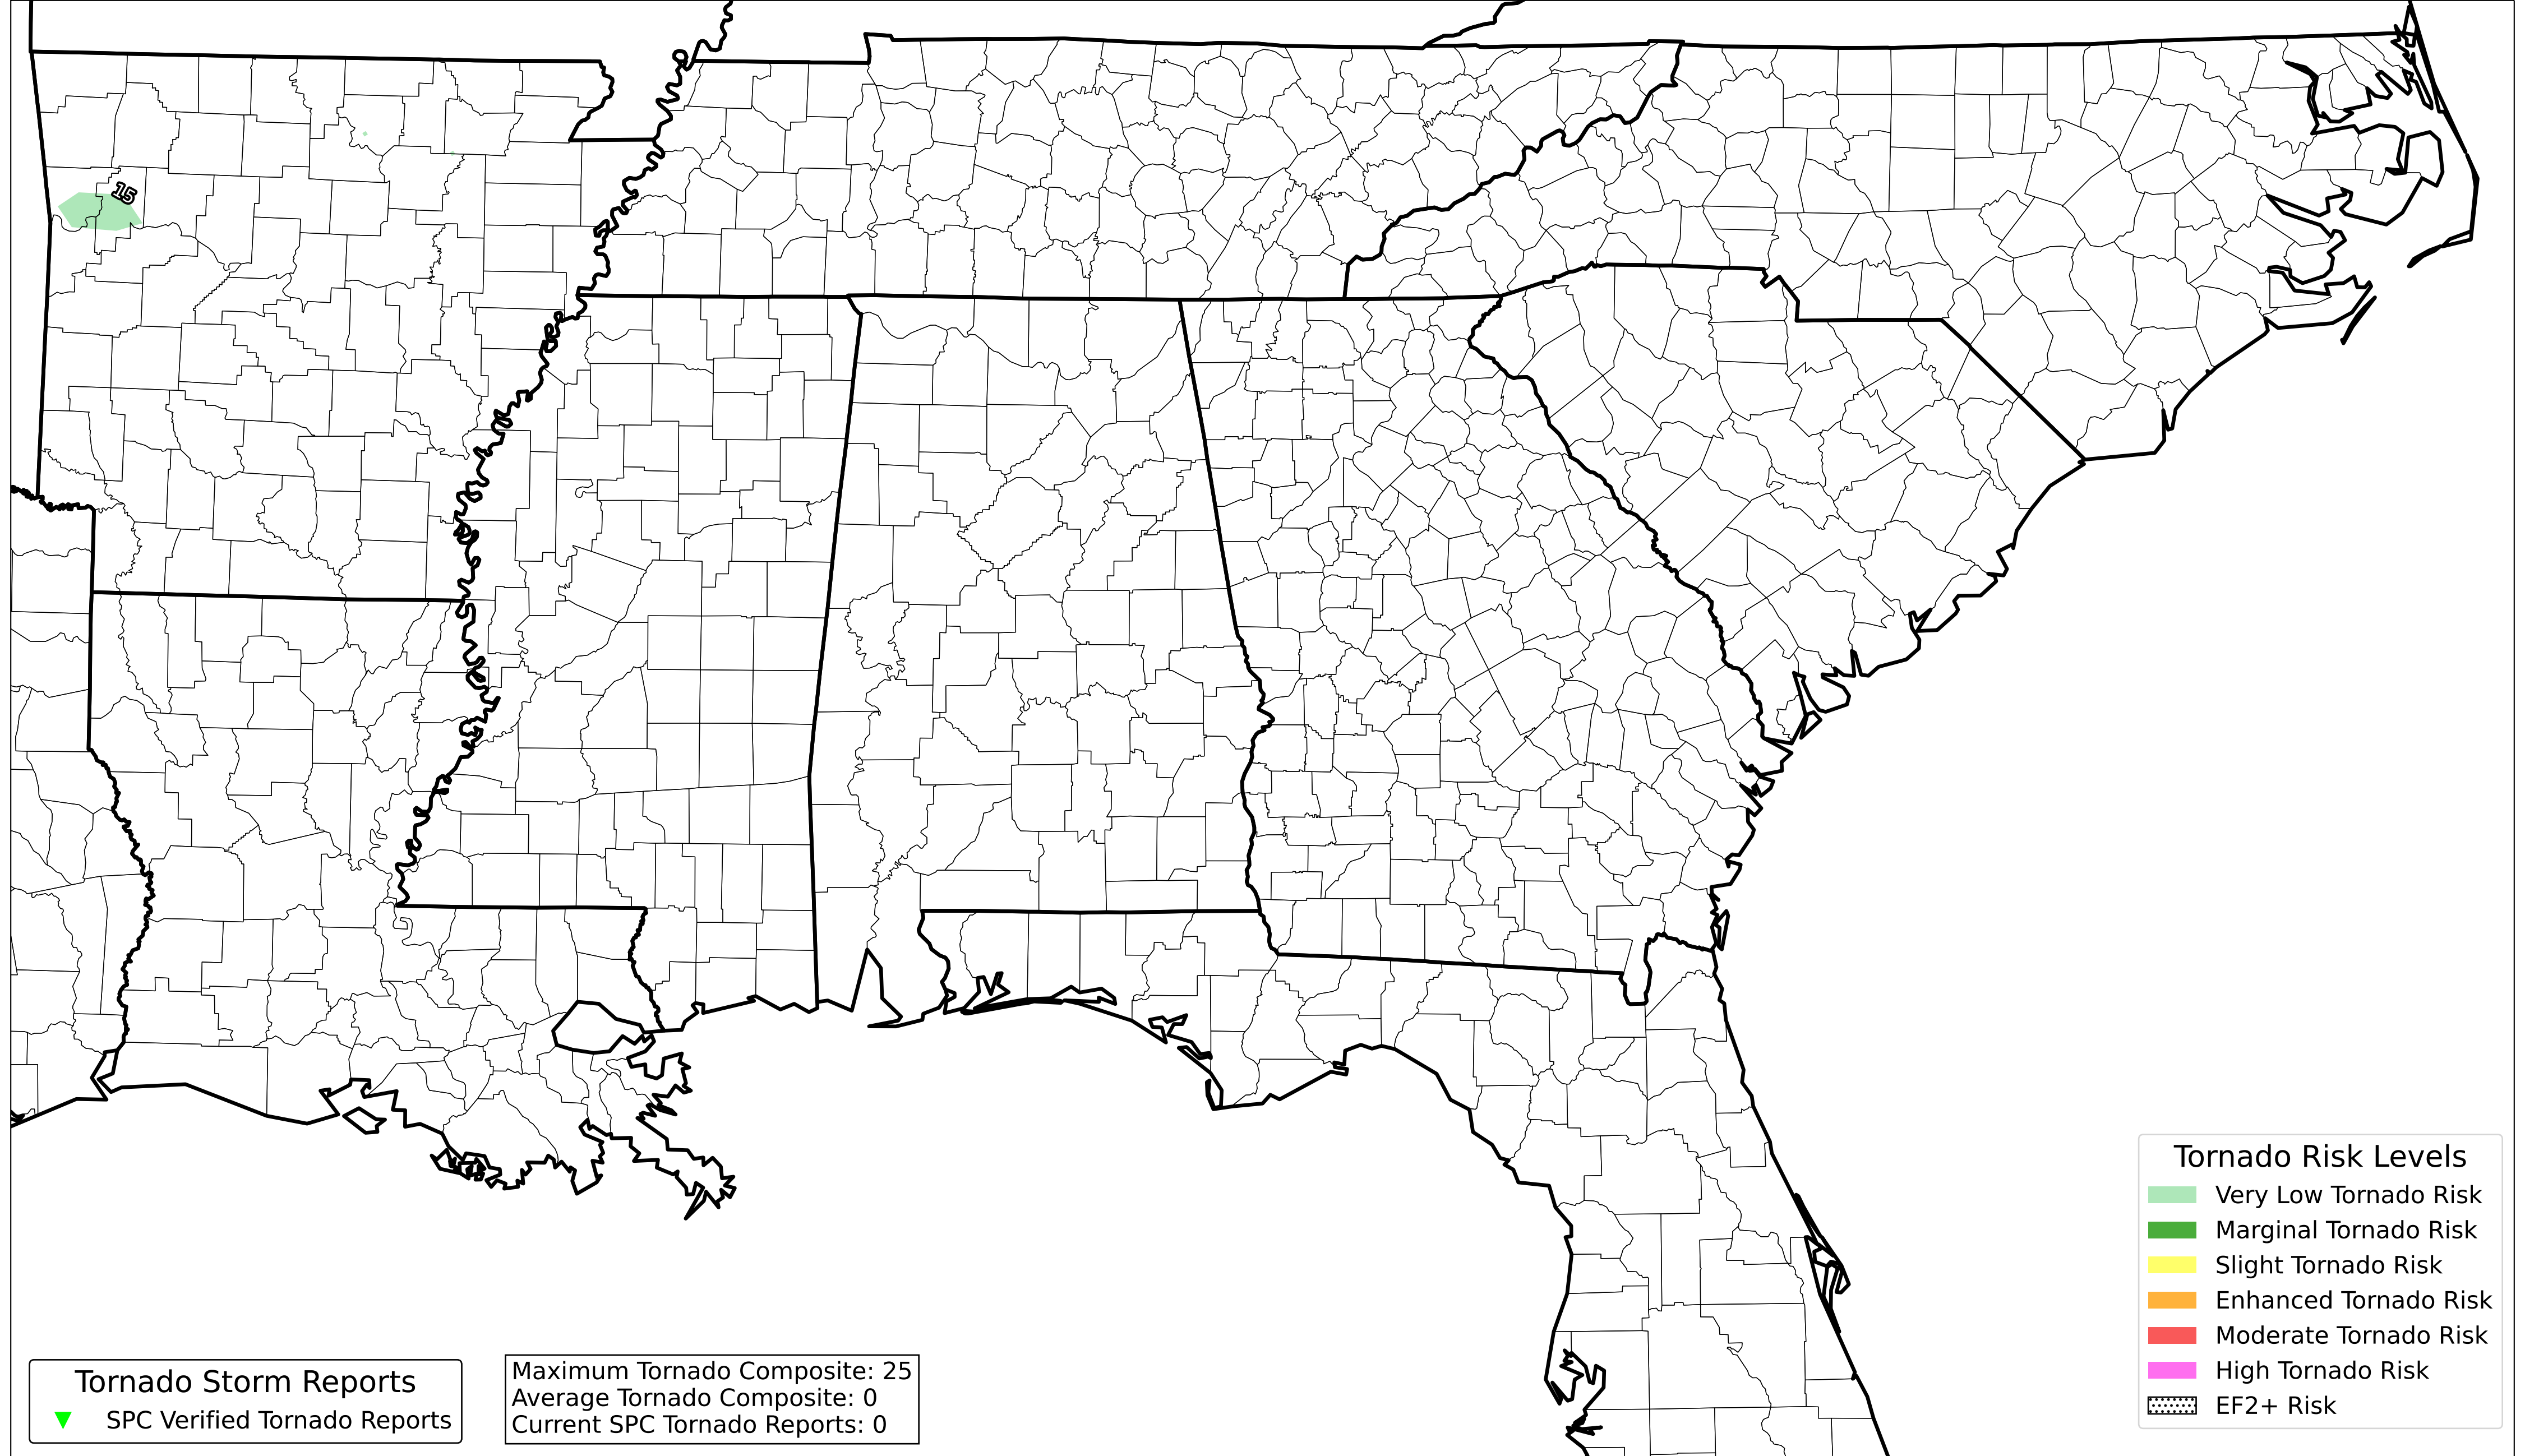 15
Tornado Risk Levels
Very Low Tornado Risk
Marginal Tornado Risk
Slight Tornado Risk
Enhanced Tornado Risk
Moderate Tornado Risk
High Tornado Risk
EF2+ Risk
Tornado Storm Reports
SPC Verified Tornado Reports
Maximum Tornado Composite: 25
Average Tornado Composite: 0
Current SPC Tornado Reports: 0